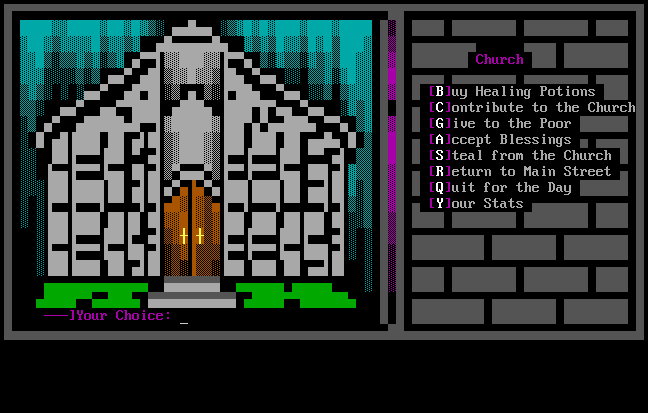 Church
[B]uy Healing Potions
[C]ontribute to the Church
[G]ive to the Poor
[A]ccept Blessings
[S]teal from the Church
[R]eturn to Main Street
[Q]uit for the Day
[Y]our Stats
───]Your Choice: _